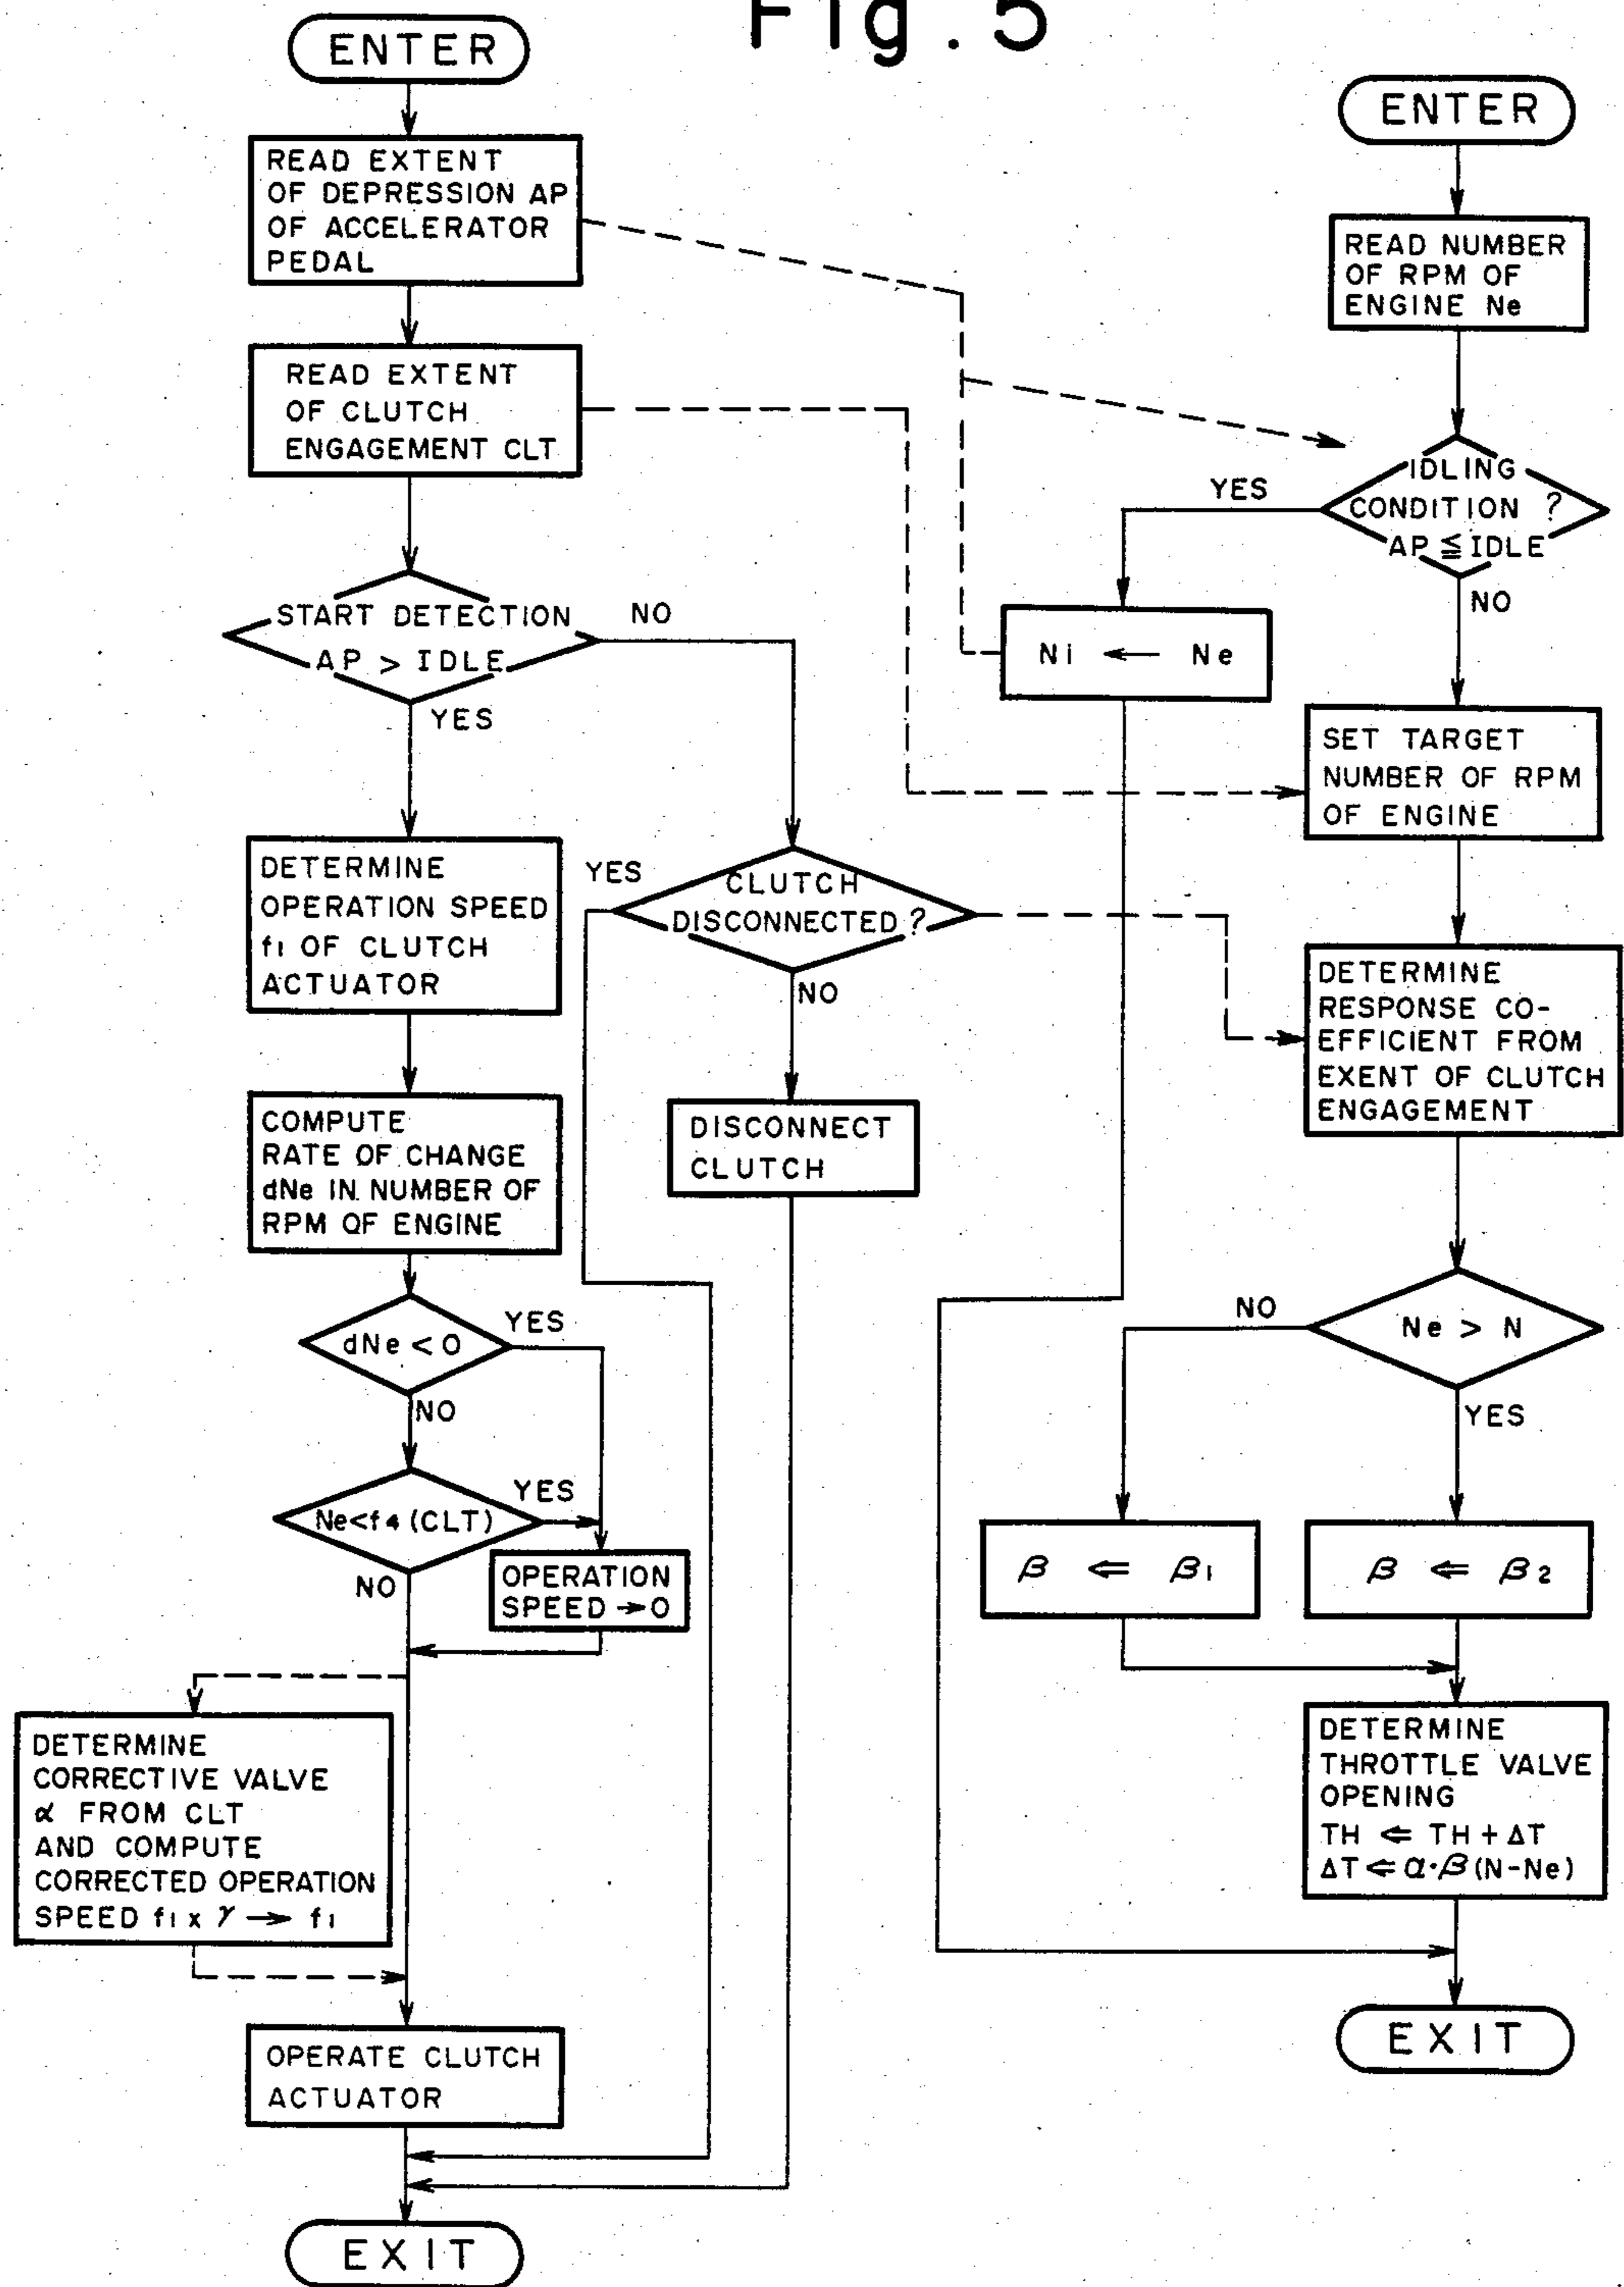 Fig. 5
ENTER
READ EXTENT
OF DEPRESSION AP
OF ACCELERATOR
PEDAL
READ EXTENT
OF CLUTCH
ENGAGEMENT CLT
START DETECTION
AP > IDLE
NO
YES
DETERMINE
OPERATION SPEED
f1 OF CLUTCH
ACTUATOR
YES
CLUTCH
DISCONNECTED ?
NO
DISCONNECT
CLUTCH
COMPUTE
RATE OF CHANGE
dNe IN NUMBER OF
RPM OF ENGINE
dNe < 0
YES
NO
Ne<f4 (CLT)
YES
NO
OPERATION
SPEED → 0
DETERMINE
CORRECTIVE VALVE
α FROM CLT
AND COMPUTE
CORRECTED OPERATION
SPEED f1 x γ → f1
OPERATE CLUTCH
ACTUATOR
EXIT
ENTER
READ NUMBER
OF RPM OF
ENGINE Ne
IDLING
CONDITION ?
AP ≦ IDLE
YES
NO
Ni ← Ne
SET TARGET
NUMBER OF RPM
OF ENGINE
DETERMINE
RESPONSE CO-
EFFICIENT FROM
EXENT OF CLUTCH
ENGAGEMENT
Ne > N
NO
YES
β ⇐ β1
β ⇐ β2
DETERMINE
THROTTLE VALVE
OPENING
TH ⇐ TH + ΔT
ΔT ⇐ α·β(N-Ne)
EXIT